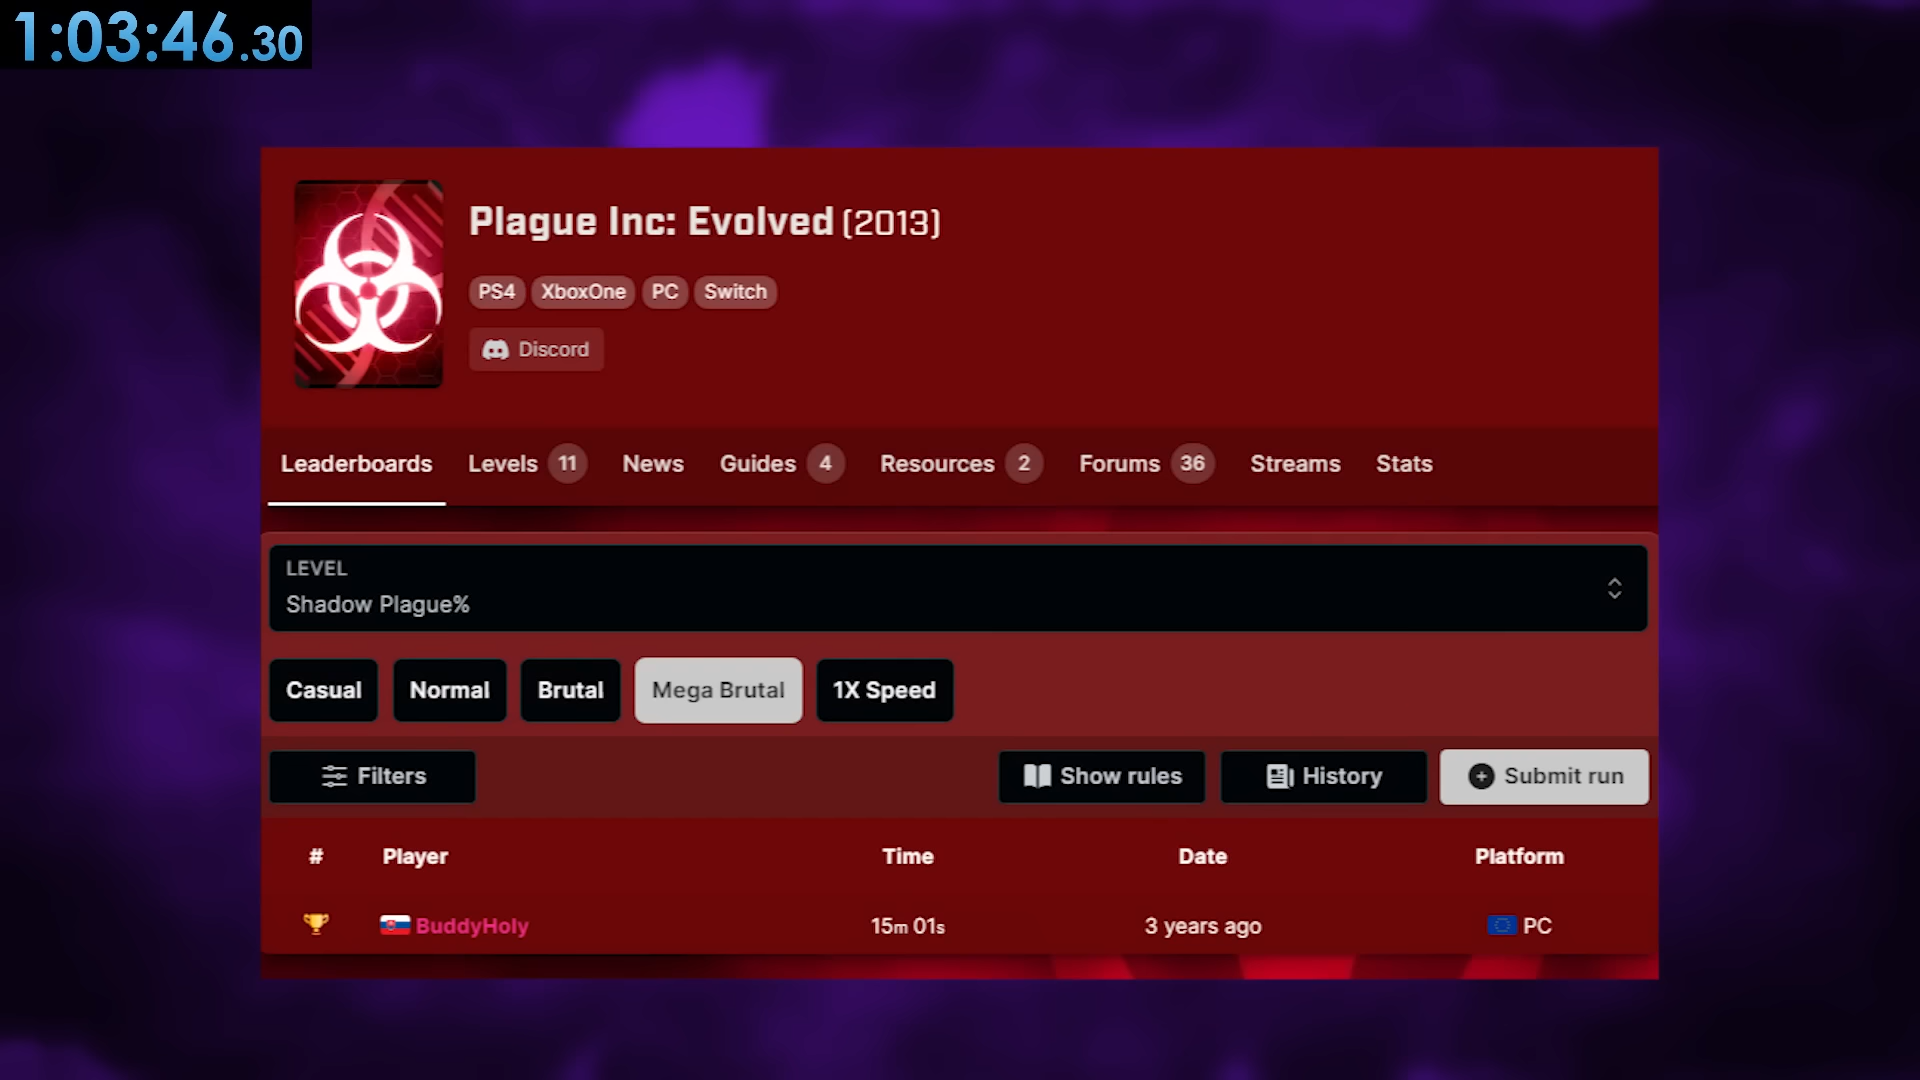 1:03:46.30
Plague Inc: Evolved (2013)
PS4 XboxOne PC Switch
Discord
Leaderboards Levels 11 News Guides 4 Resources 2 Forums 36 Streams Stats
LEVEL
Shadow Plague%
Casual Normal Brutal Mega Brutal 1X Speed
Filters Show rules History Submit run
# Player Time Date Platform
BuddyHoly 15m 01s 3 years ago PC